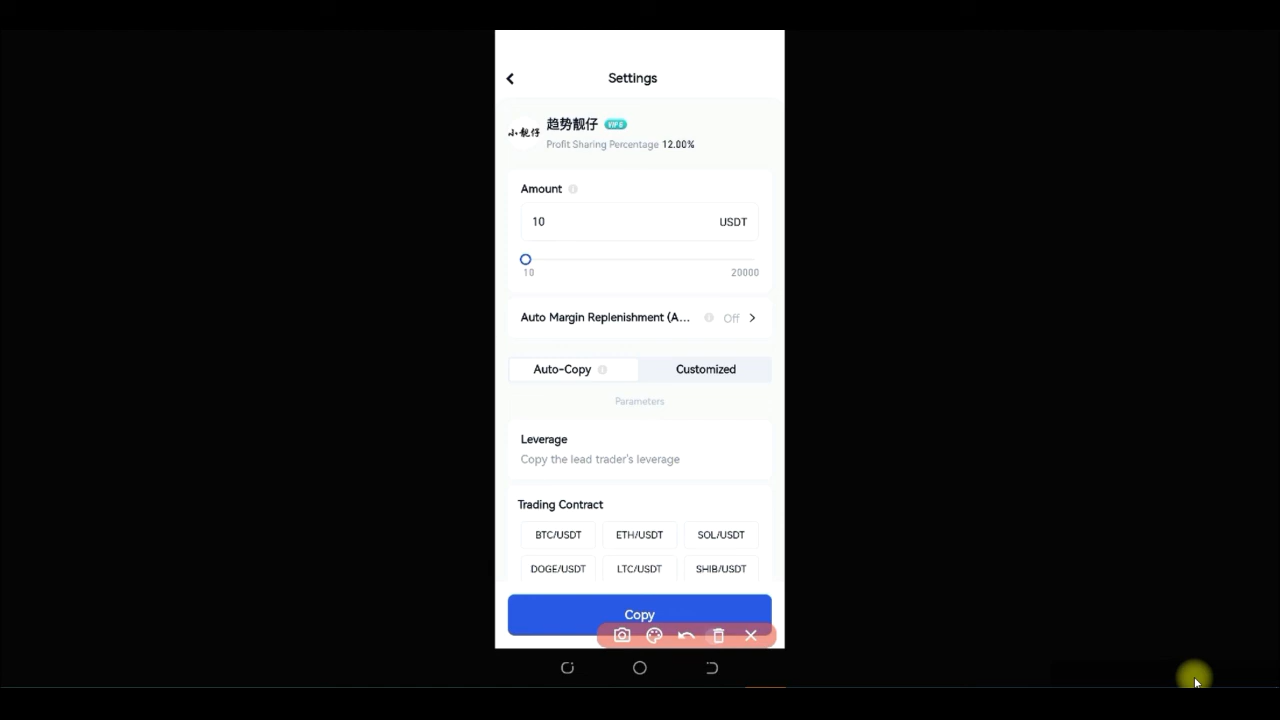 Settings
趋势靓仔 VIP 6
小靓仔
Profit Sharing Percentage 12.00%
Amount
10 USDT
10 20000
Auto Margin Replenishment (A... Off
Auto-Copy Customized
Parameters
Leverage
Copy the lead trader's leverage
Trading Contract
BTC/USDT ETH/USDT SOL/USDT
DOGE/USDT LTC/USDT SHIB/USDT
Copy